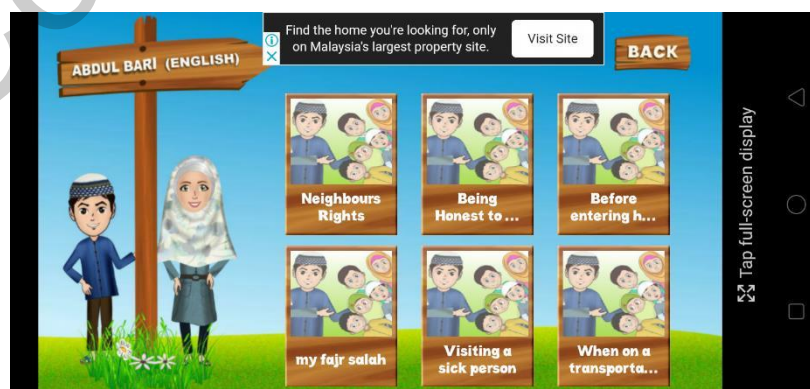 Find the home you're looking for, only
on Malaysia's largest property site.
Visit Site
ABDUL BARI (ENGLISH)
BACK
Neighbours
Rights
Being
Honest to ...
Before
entering h...
my fajr salah
Visiting a
sick person
When on a
transporta...
Tap full-screen display